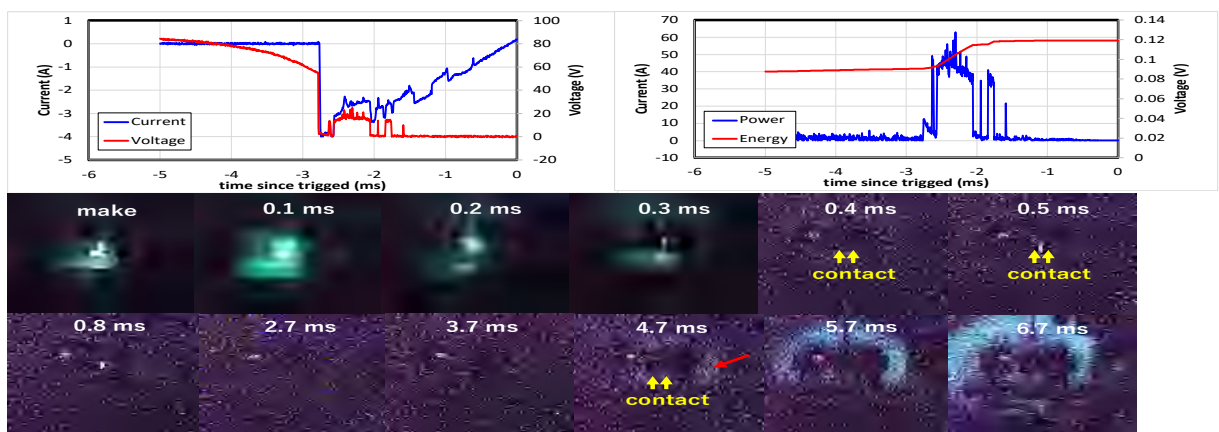 1
0
-1
-2
-3
-4
-5
100
80
60
40
20
0
-20
Current (A)
Voltage (V)
Current
Voltage
-6 -5 -4 -3 -2 -1 0
time since trigged (ms)
70
60
50
40
30
20
10
0
-10
0.14
0.12
0.1
0.08
0.06
0.04
0.02
0
Current (A)
Voltage (V)
Power
Energy
-6 -5 -4 -3 -2 -1 0
time since trigged (ms)
make 0.1 ms 0.2 ms 0.3 ms 0.4 ms 0.5 ms
contact contact
0.8 ms 2.7 ms 3.7 ms 4.7 ms 5.7 ms 6.7 ms
contact